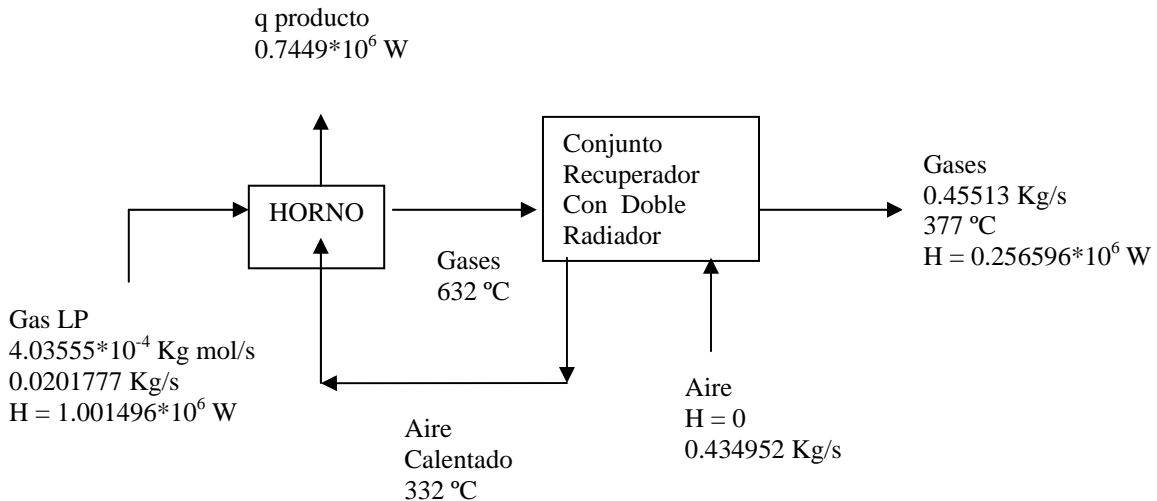 q producto
0.7449*10⁶ W
Conjunto
Recuperador
Con Doble
Radiador
HORNO
Gases
0.45513 Kg/s
377 ºC
H = 0.256596*10⁶ W
Gases
632 ºC
Gas LP
4.03555*10⁻⁴ Kg mol/s
0.0201777 Kg/s
H = 1.001496*10⁶ W
Aire
H = 0
0.434952 Kg/s
Aire
Calentado
332 ºC